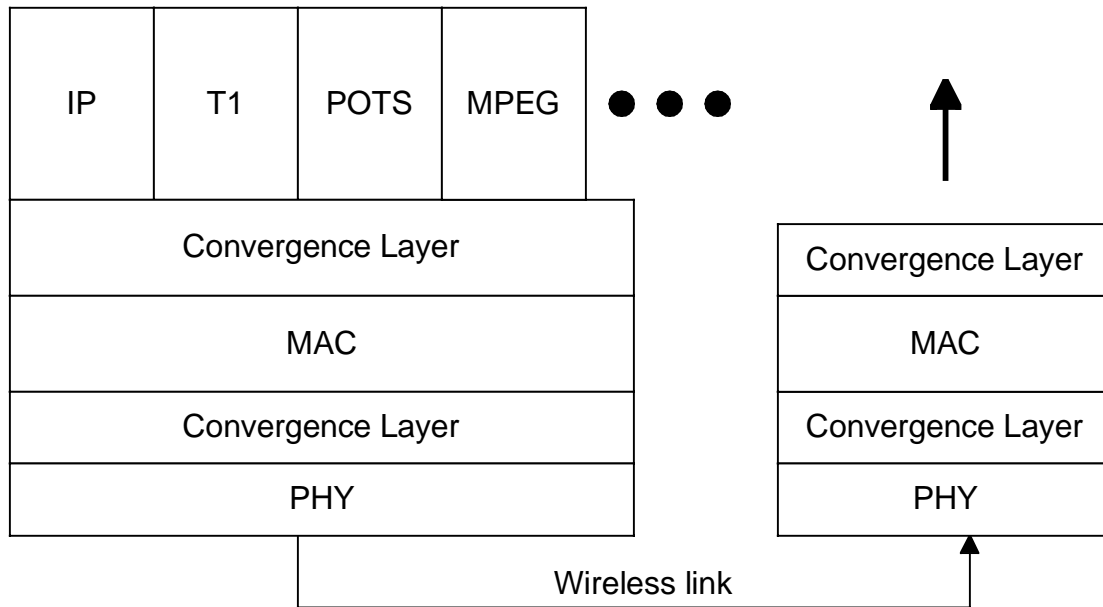 IP
T1
POTS
MPEG
Convergence Layer
MAC
Convergence Layer
PHY
Convergence Layer
MAC
Convergence Layer
PHY
Wireless link